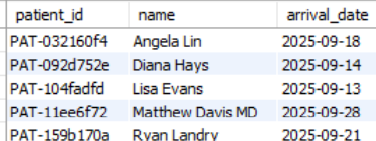 patient_id name arrival_date
PAT-032160f4 Angela Lin 2025-09-18
PAT-092d752e Diana Hays 2025-09-14
PAT-104fadfd Lisa Evans 2025-09-13
PAT-11ee6f72 Matthew Davis MD 2025-09-28
PAT-159b170a Ryan Landry 2025-09-21